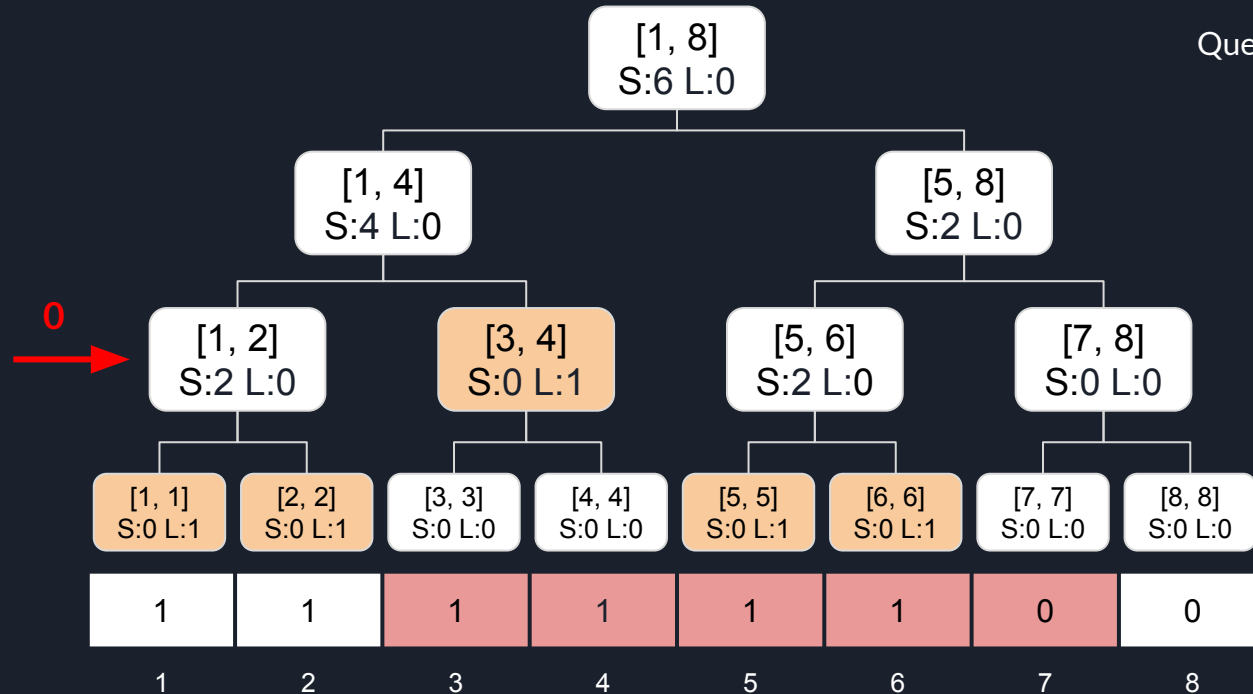 [1, 8]
S:6 L:0
Que
[1, 4]
S:4 L:0
[5, 8]
S:2 L:0
0
[1, 2]
S:2 L:0
[3, 4]
S:0 L:1
[5, 6]
S:2 L:0
[7, 8]
S:0 L:0
[1, 1]
S:0 L:1
[2, 2]
S:0 L:1
[3, 3]
S:0 L:0
[4, 4]
S:0 L:0
[5, 5]
S:0 L:1
[6, 6]
S:0 L:1
[7, 7]
S:0 L:0
[8, 8]
S:0 L:0
1 1 1 1 1 1 0 0
1 2 3 4 5 6 7 8